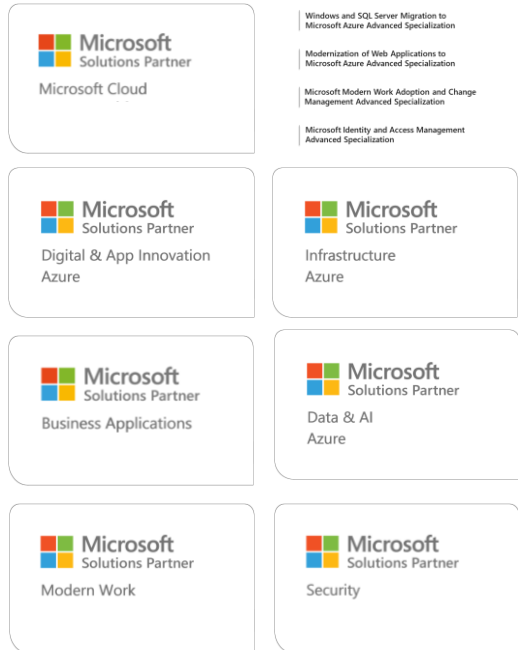 Microsoft
Solutions Partner
Microsoft Cloud
Windows and SQL Server Migration to
Microsoft Azure Advanced Specialization
Modernization of Web Applications to
Microsoft Azure Advanced Specialization
Microsoft Modern Work Adoption and Change
Management Advanced Specialization
Microsoft Identity and Access Management
Advanced Specialization
Microsoft
Solutions Partner
Digital & App Innovation
Azure
Microsoft
Solutions Partner
Infrastructure
Azure
Microsoft
Solutions Partner
Business Applications
Microsoft
Solutions Partner
Data & AI
Azure
Microsoft
Solutions Partner
Modern Work
Microsoft
Solutions Partner
Security